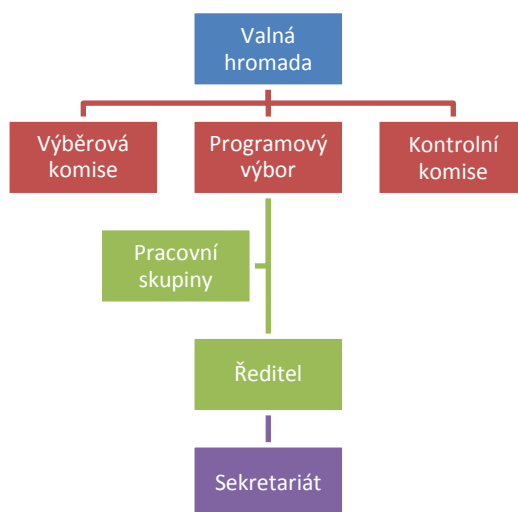 Valná
hromada
Výběrová
komise
Programový
výbor
Kontrolní
komise
Pracovní
skupiny
Ředitel
Sekretariát